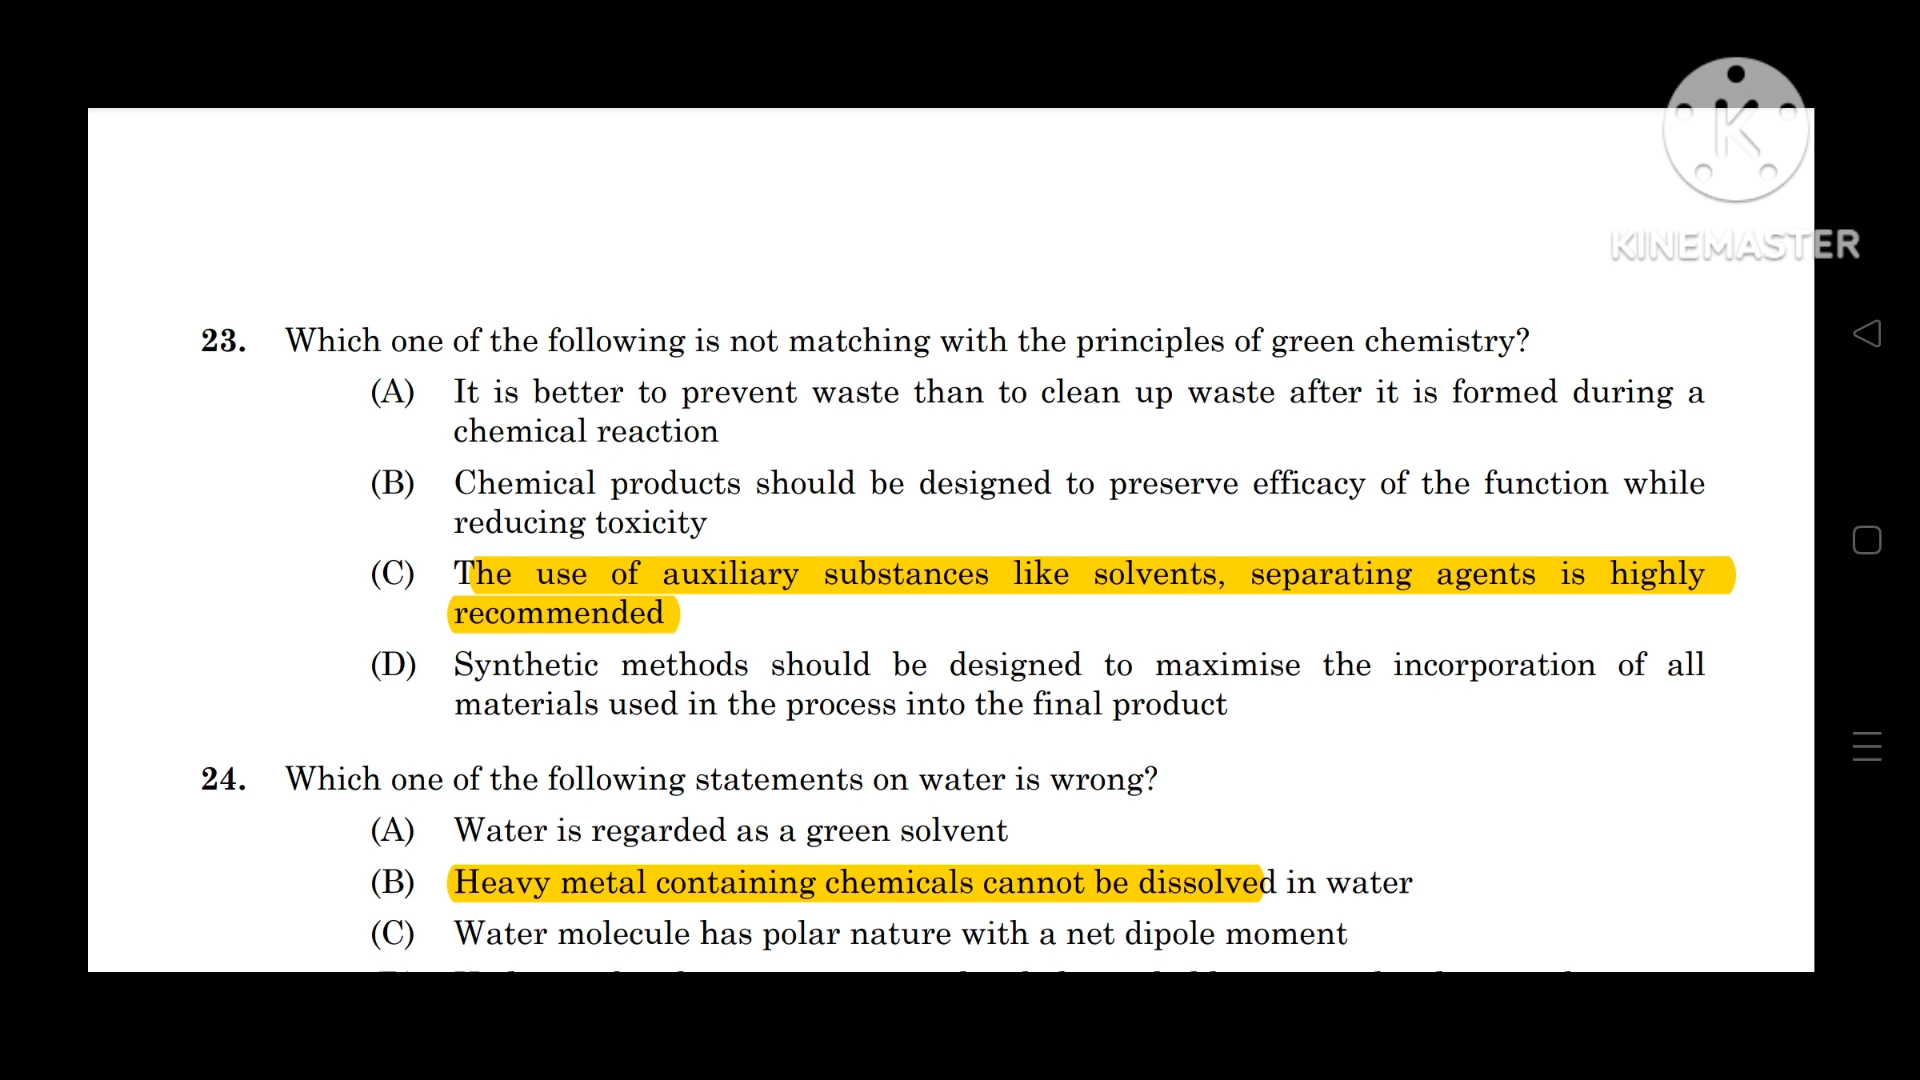 KINEMASTER
23. Which one of the following is not matching with the principles of green chemistry?
(A) It is better to prevent waste than to clean up waste after it is formed during a
chemical reaction
(B) Chemical products should be designed to preserve efficacy of the function while
reducing toxicity
(C) The use of auxiliary substances like solvents, separating agents is highly
recommended
(D) Synthetic methods should be designed to maximise the incorporation of all
materials used in the process into the final product
24. Which one of the following statements on water is wrong?
(A) Water is regarded as a green solvent
(B) Heavy metal containing chemicals cannot be dissolved in water
(C) Water molecule has polar nature with a net dipole moment